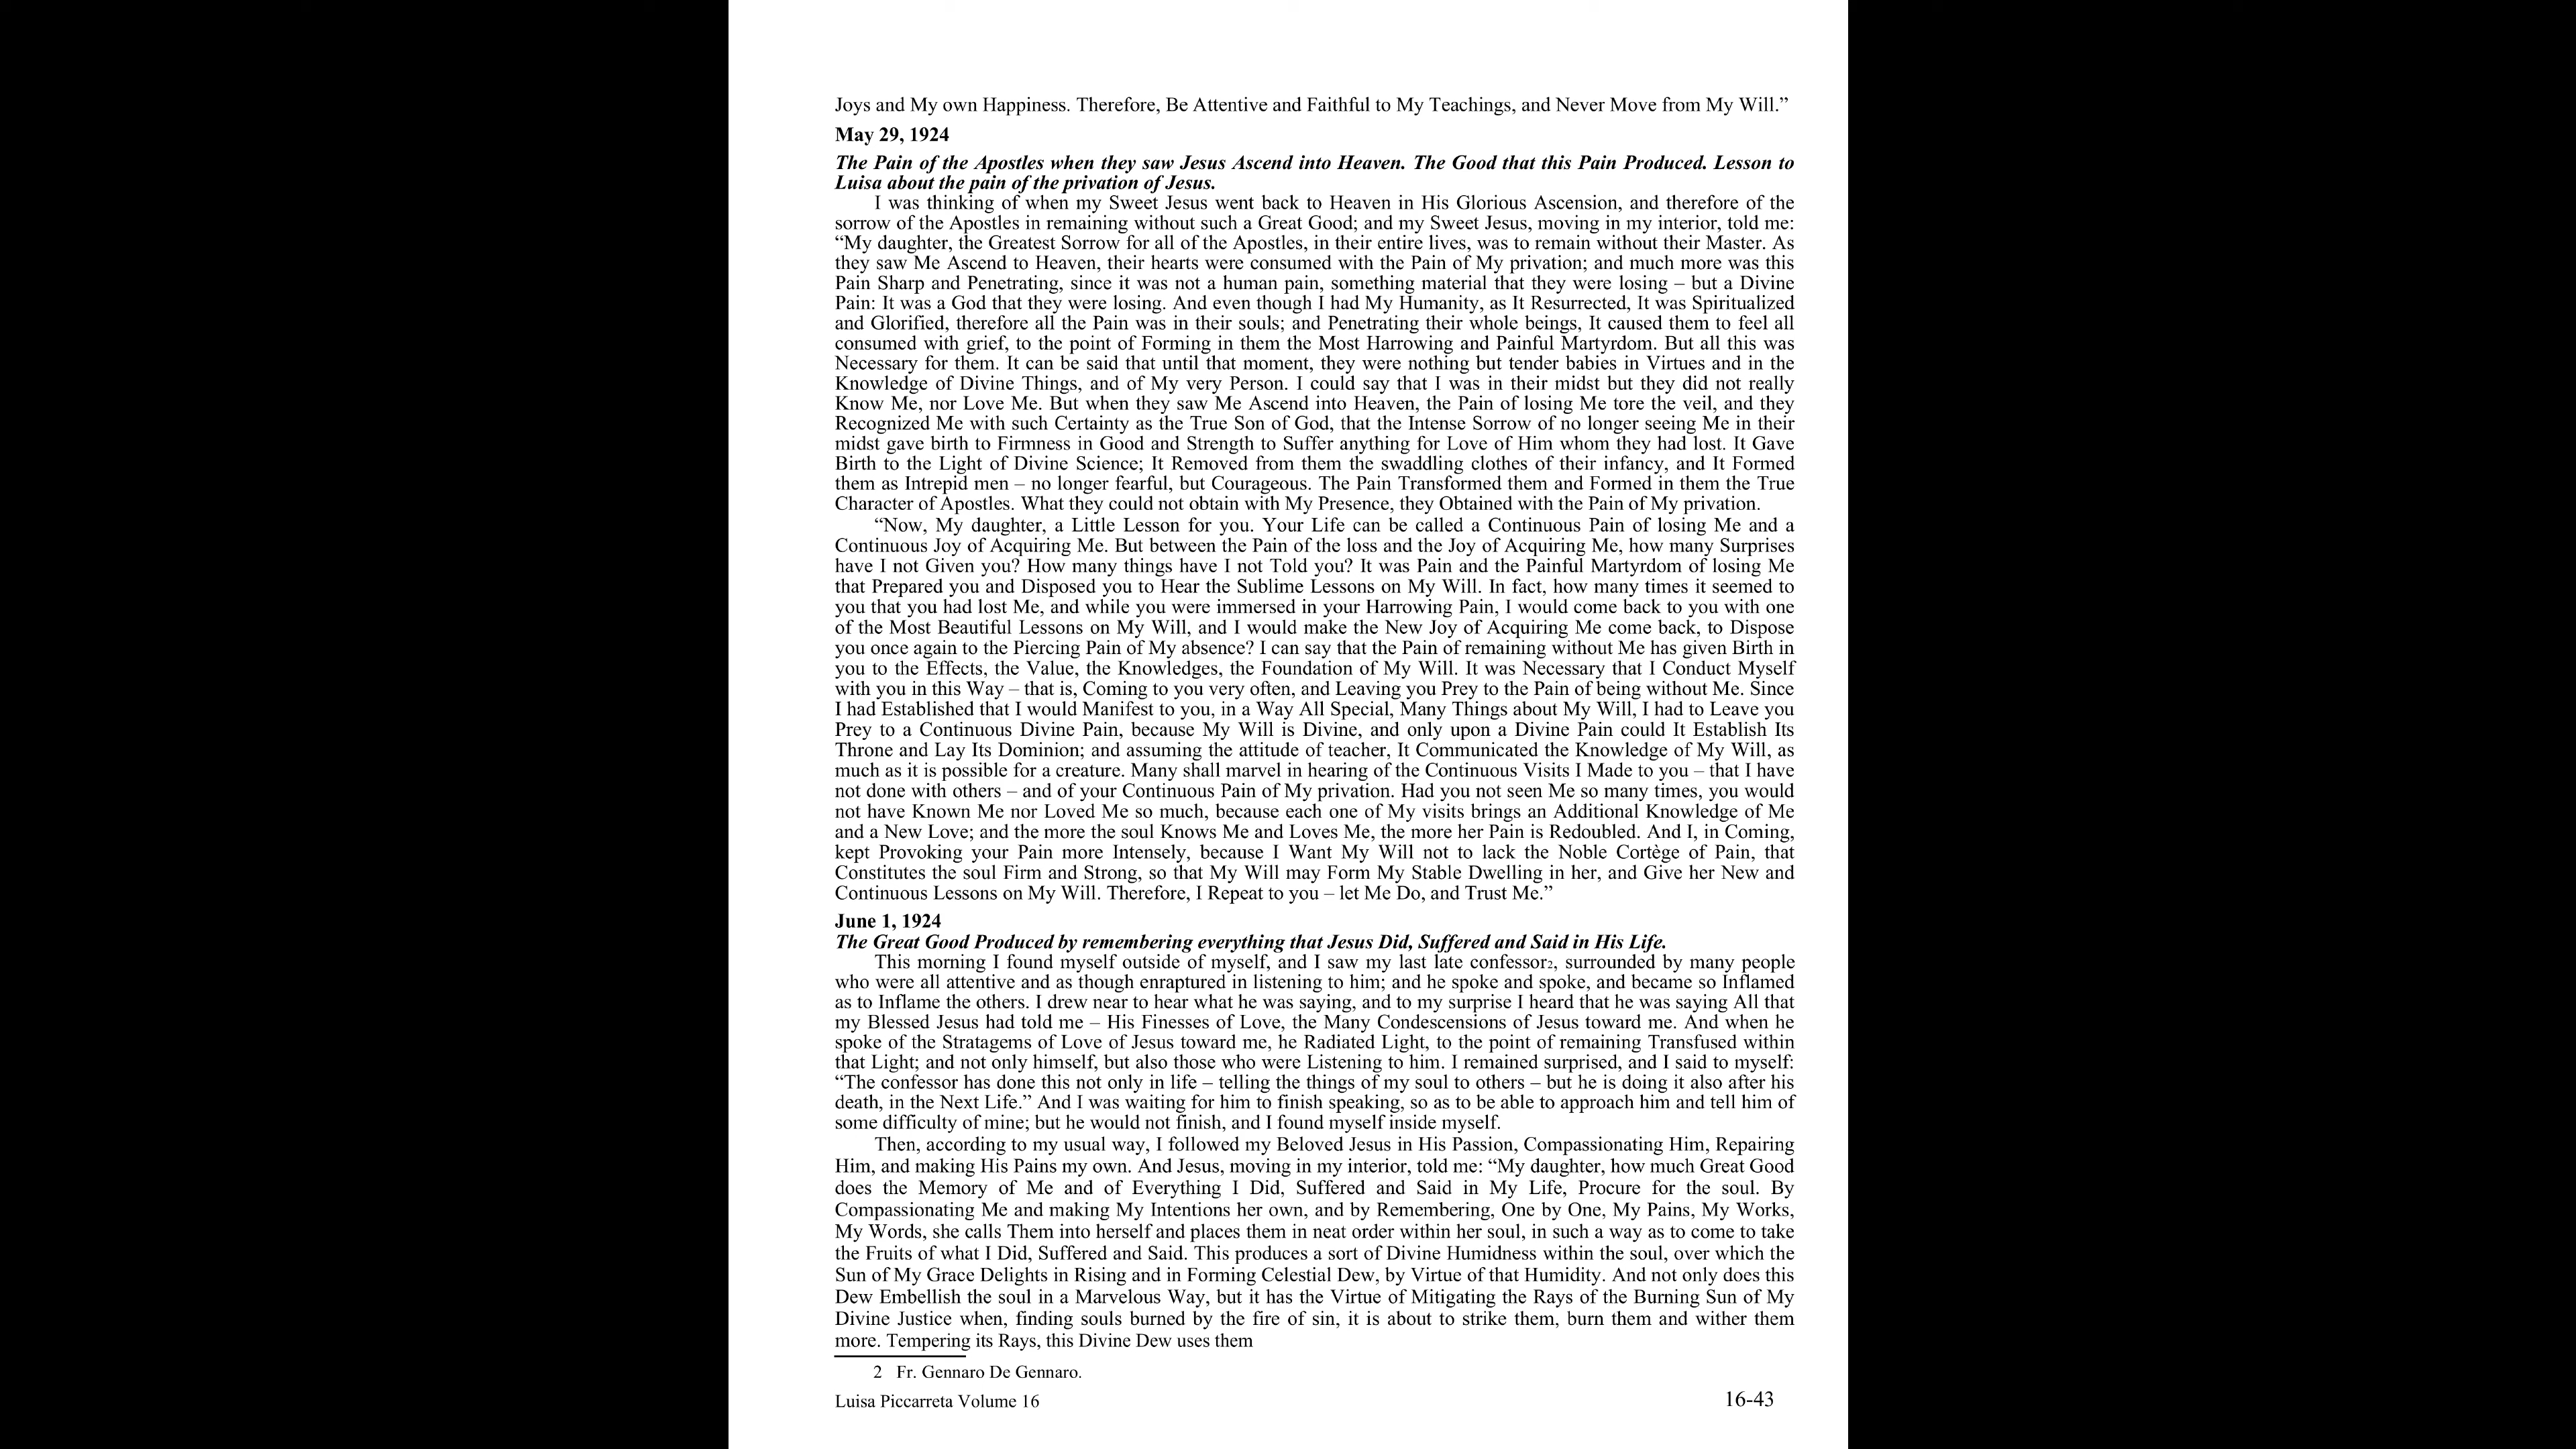 Joys and My own Happiness. Therefore, Be Attentive and Faithful to My Teachings, and Never Move from My Will.”
May 29, 1924
The Pain of the Apostles when they saw Jesus Ascend into Heaven. The Good that this Pain Produced. Lesson to
Luisa about the pain of the privation of Jesus.
I was thinking of when my Sweet Jesus went back to Heaven in His Glorious Ascension, and therefore of the
sorrow of the Apostles in remaining without such a Great Good; and my Sweet Jesus, moving in my interior, told me:
“My daughter, the Greatest Sorrow for all of the Apostles, in their entire lives, was to remain without their Master. As
they saw Me Ascend to Heaven, their hearts were consumed with the Pain of My privation; and much more was this
Pain Sharp and Penetrating, since it was not a human pain, something material that they were losing – but a Divine
Pain: It was a God that they were losing. And even though I had My Humanity, as It Resurrected, It was Spiritualized
and Glorified, therefore all the Pain was in their souls; and Penetrating their whole beings, It caused them to feel all
consumed with grief, to the point of Forming in them the Most Harrowing and Painful Martyrdom. But all this was
Necessary for them. It can be said that until that moment, they were nothing but tender babies in Virtues and in the
Knowledge of Divine Things, and of My very Person. I could say that I was in their midst but they did not really
Know Me, nor Love Me. But when they saw Me Ascend into Heaven, the Pain of losing Me tore the veil, and they
Recognized Me with such Certainty as the True Son of God, that the Intense Sorrow of no longer seeing Me in their
midst gave birth to Firmness in Good and Strength to Suffer anything for Love of Him whom they had lost. It Gave
Birth to the Light of Divine Science; It Removed from them the swaddling clothes of their infancy, and It Formed
them as Intrepid men – no longer fearful, but Courageous. The Pain Transformed them and Formed in them the True
Character of Apostles. What they could not obtain with My Presence, they Obtained with the Pain of My privation.
“Now, My daughter, a Little Lesson for you. Your Life can be called a Continuous Pain of losing Me and a
Continuous Joy of Acquiring Me. But between the Pain of the loss and the Joy of Acquiring Me, how many Surprises
have I not Given you? How many things have I not Told you? It was Pain and the Painful Martyrdom of losing Me
that Prepared you and Disposed you to Hear the Sublime Lessons on My Will. In fact, how many times it seemed to
you that you had lost Me, and while you were immersed in your Harrowing Pain, I would come back to you with one
of the Most Beautiful Lessons on My Will, and I would make the New Joy of Acquiring Me come back, to Dispose
you once again to the Piercing Pain of My absence? I can say that the Pain of remaining without Me has given Birth in
you to the Effects, the Value, the Knowledges, the Foundation of My Will. It was Necessary that I Conduct Myself
with you in this Way – that is, Coming to you very often, and Leaving you Prey to the Pain of being without Me. Since
I had Established that I would Manifest to you, in a Way All Special, Many Things about My Will, I had to Leave you
Prey to a Continuous Divine Pain, because My Will is Divine, and only upon a Divine Pain could It Establish Its
Throne and Lay Its Dominion; and assuming the attitude of teacher, It Communicated the Knowledge of My Will, as
much as it is possible for a creature. Many shall marvel in hearing of the Continuous Visits I Made to you – that I have
not done with others – and of your Continuous Pain of My privation. Had you not seen Me so many times, you would
not have Known Me nor Loved Me so much, because each one of My visits brings an Additional Knowledge of Me
and a New Love; and the more the soul Knows Me and Loves Me, the more her Pain is Redoubled. And I, in Coming,
kept Provoking your Pain more Intensely, because I Want My Will not to lack the Noble Cortège of Pain, that
Constitutes the soul Firm and Strong, so that My Will may Form My Stable Dwelling in her, and Give her New and
Continuous Lessons on My Will. Therefore, I Repeat to you – let Me Do, and Trust Me.”
June 1, 1924
The Great Good Produced by remembering everything that Jesus Did, Suffered and Said in His Life.
This morning I found myself outside of myself, and I saw my last late confessor2, surrounded by many people
who were all attentive and as though enraptured in listening to him; and he spoke and spoke, and became so Inflamed
as to Inflame the others. I drew near to hear what he was saying, and to my surprise I heard that he was saying All that
my Blessed Jesus had told me – His Finesses of Love, the Many Condescensions of Jesus toward me. And when he
spoke of the Stratagems of Love of Jesus toward me, he Radiated Light, to the point of remaining Transfused within
that Light; and not only himself, but also those who were Listening to him. I remained surprised, and I said to myself:
“The confessor has done this not only in life – telling the things of my soul to others – but he is doing it also after his
death, in the Next Life.” And I was waiting for him to finish speaking, so as to be able to approach him and tell him of
some difficulty of mine; but he would not finish, and I found myself inside myself.
Then, according to my usual way, I followed my Beloved Jesus in His Passion, Compassionating Him, Repairing
Him, and making His Pains my own. And Jesus, moving in my interior, told me: “My daughter, how much Great Good
does the Memory of Me and of Everything I Did, Suffered and Said in My Life, Procure for the soul. By
Compassionating Me and making My Intentions her own, and by Remembering, One by One, My Pains, My Works,
My Words, she calls Them into herself and places them in neat order within her soul, in such a way as to come to take
the Fruits of what I Did, Suffered and Said. This produces a sort of Divine Humidness within the soul, over which the
Sun of My Grace Delights in Rising and in Forming Celestial Dew, by Virtue of that Humidity. And not only does this
Dew Embellish the soul in a Marvelous Way, but it has the Virtue of Mitigating the Rays of the Burning Sun of My
Divine Justice when, finding souls burned by the fire of sin, it is about to strike them, burn them and wither them
more. Tempering its Rays, this Divine Dew uses them
2 Fr. Gennaro De Gennaro.
Luisa Piccarreta Volume 16
16-43